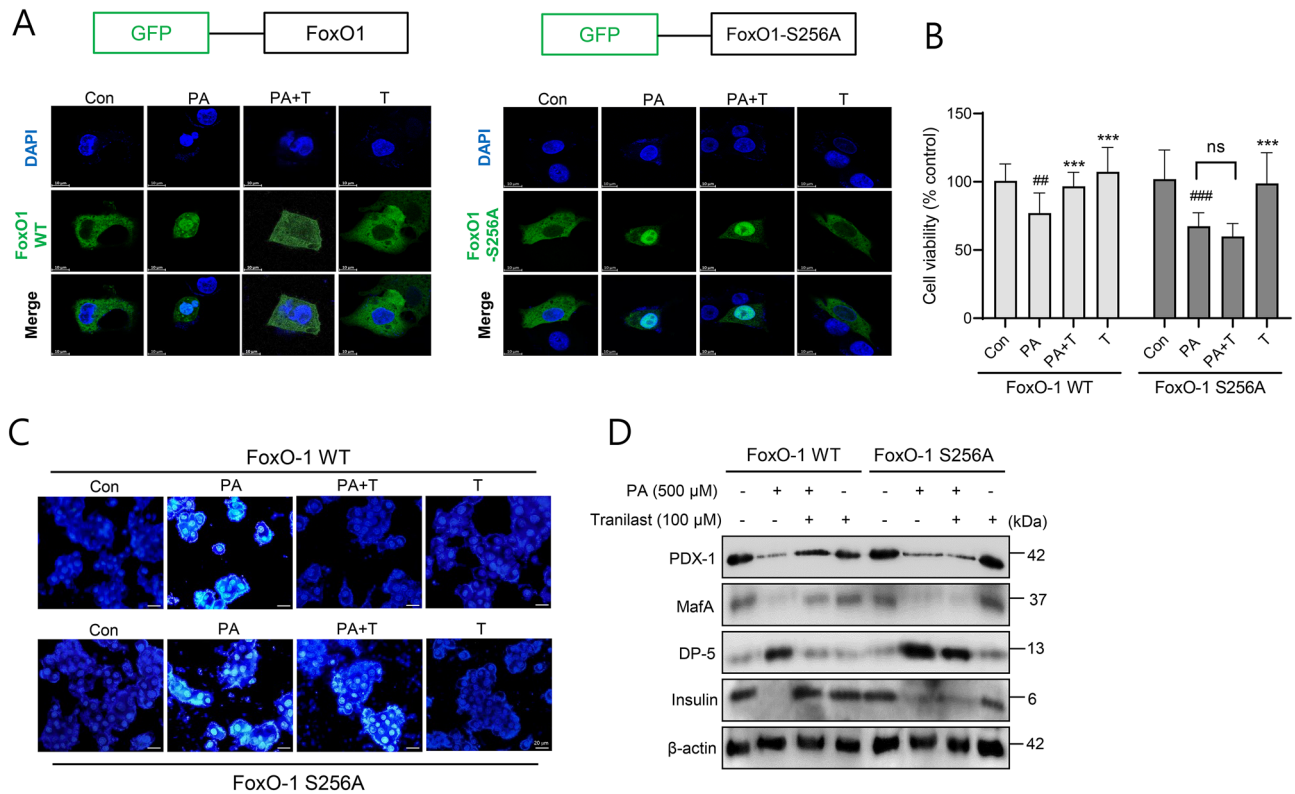 A
GFP
FoxO1
GFP
FoxO1-S256A
Con PA PA+T T
DAPI
FoxO1
WT
Merge
Con PA PA+T T
DAPI
FoxO1
-S256A
Merge
10 μm
B
Cell viability (% control)
150
100
50
0
##
***
***
###
ns
***
Con PA PA+T T
Con PA PA+T T
FoxO-1 WT
FoxO-1 S256A
C
FoxO-1 WT
Con PA PA+T T
Con PA PA+T T
20 μm
FoxO-1 S256A
D
FoxO-1 WT FoxO-1 S256A
PA (500 μM) - + + - - + + -
Tranilast (100 μM) - - + + - - + + (kDa)
PDX-1 42
MafA 37
DP-5 13
Insulin 6
β-actin 42